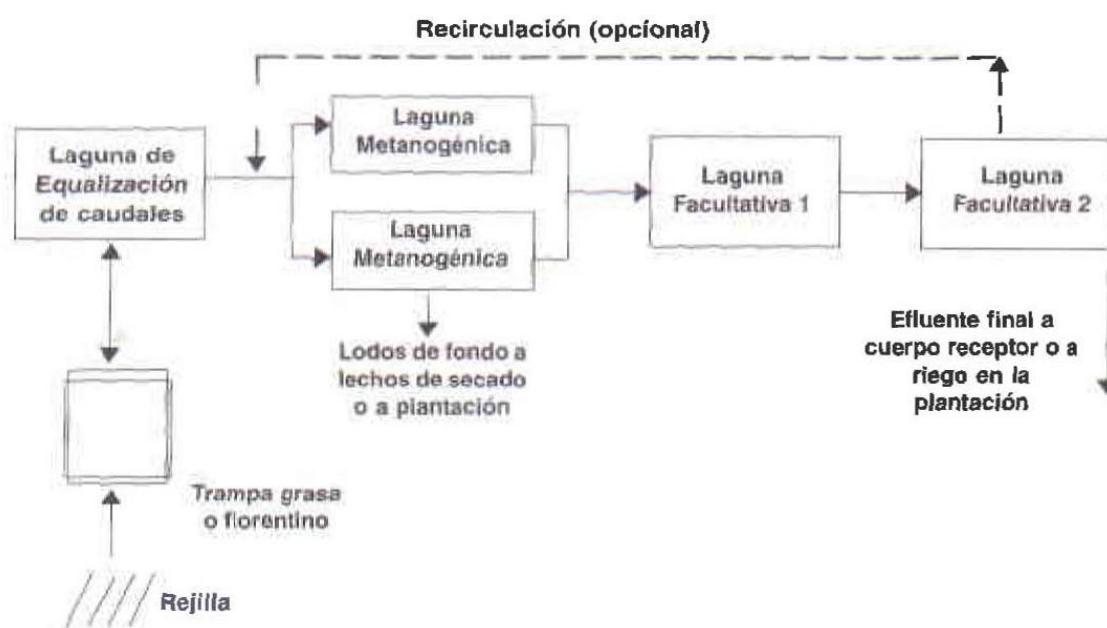 Recirculación (opcional)
Laguna de
Equalización
de caudales
Laguna
Metanogénica
Laguna
Metanogénica
Laguna
Facultativa 1
Laguna
Facultativa 2
Lodos de fondo a
lechos de secado
o a plantación
Efluente final a
cuerpo receptor o a
riego en la
plantación
Trampa grasa
o florentino
Rejilla